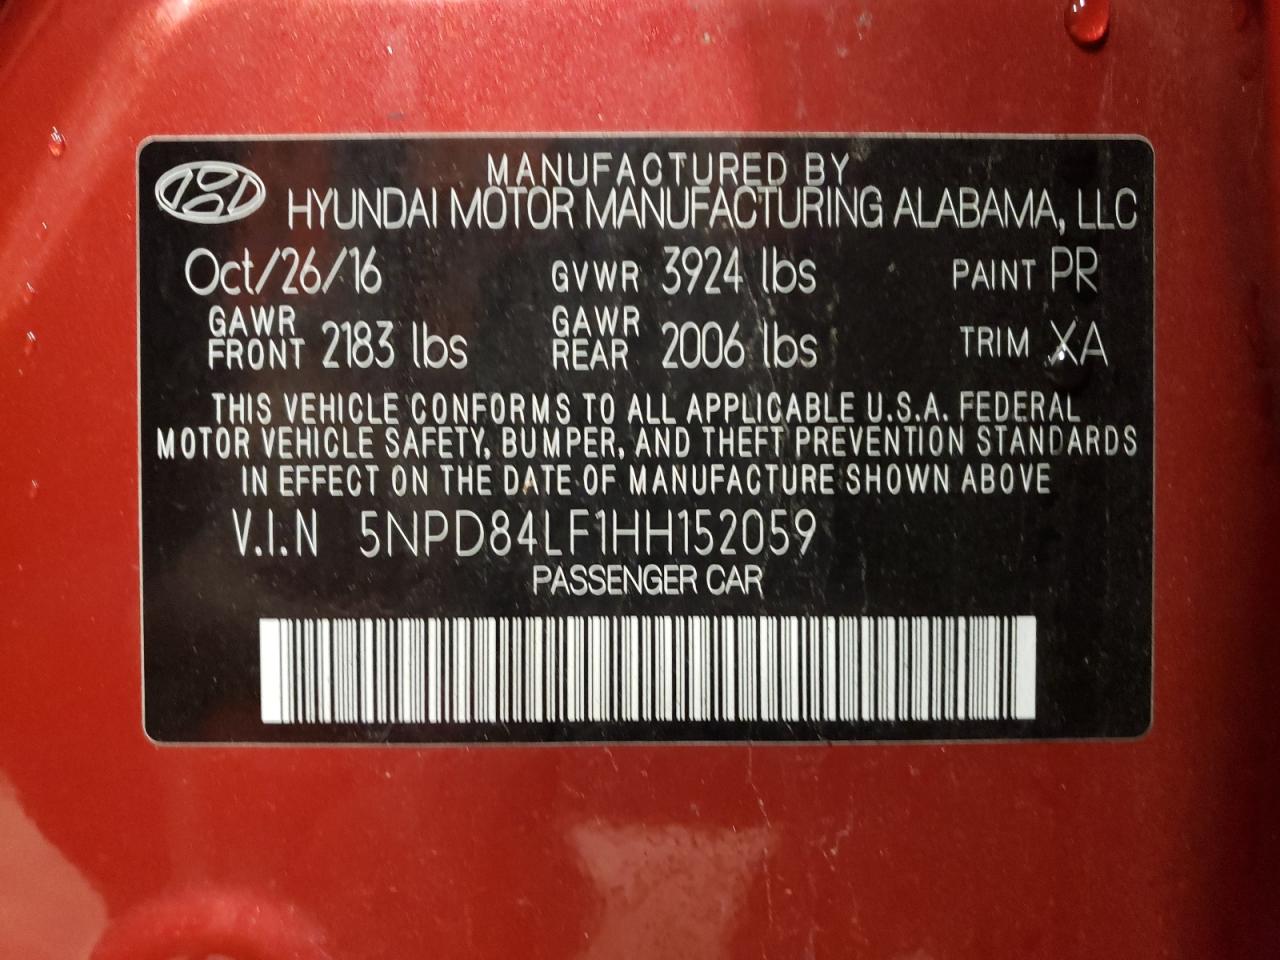 MANUFACTURED BY
HYUNDAI MOTOR MANUFACTURING ALABAMA, LLC
Oct/26/16 GVWR 3924 lbs PAINT PR
GAWR FRONT 2183 lbs GAWR REAR 2006 lbs TRIM XA
THIS VEHICLE CONFORMS TO ALL APPLICABLE U.S.A. FEDERAL
MOTOR VEHICLE SAFETY, BUMPER, AND THEFT PREVENTION STANDARDS
IN EFFECT ON THE DATE OF MANUFACTURE SHOWN ABOVE
V.I.N 5NPD84LF1HH152059
PASSENGER CAR